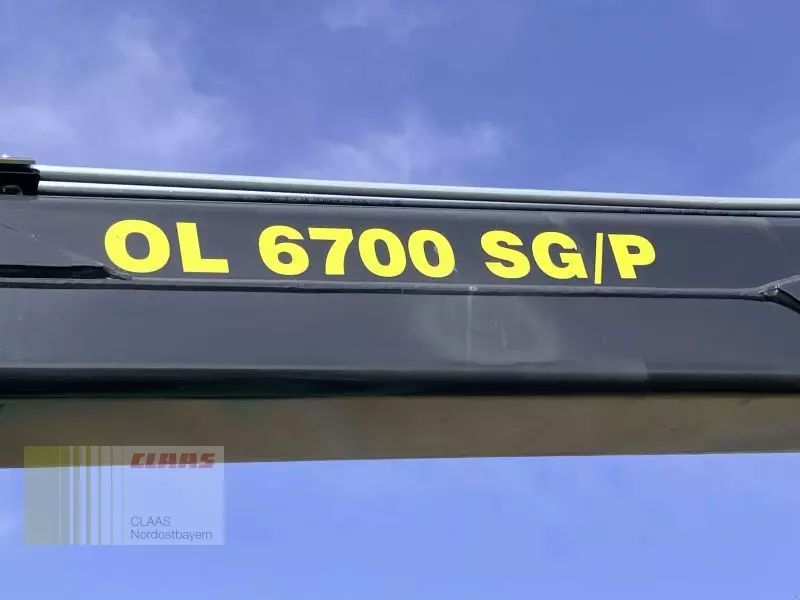 OL 6700 SG/P
CLAAS
CLAAS
Nordostbayern